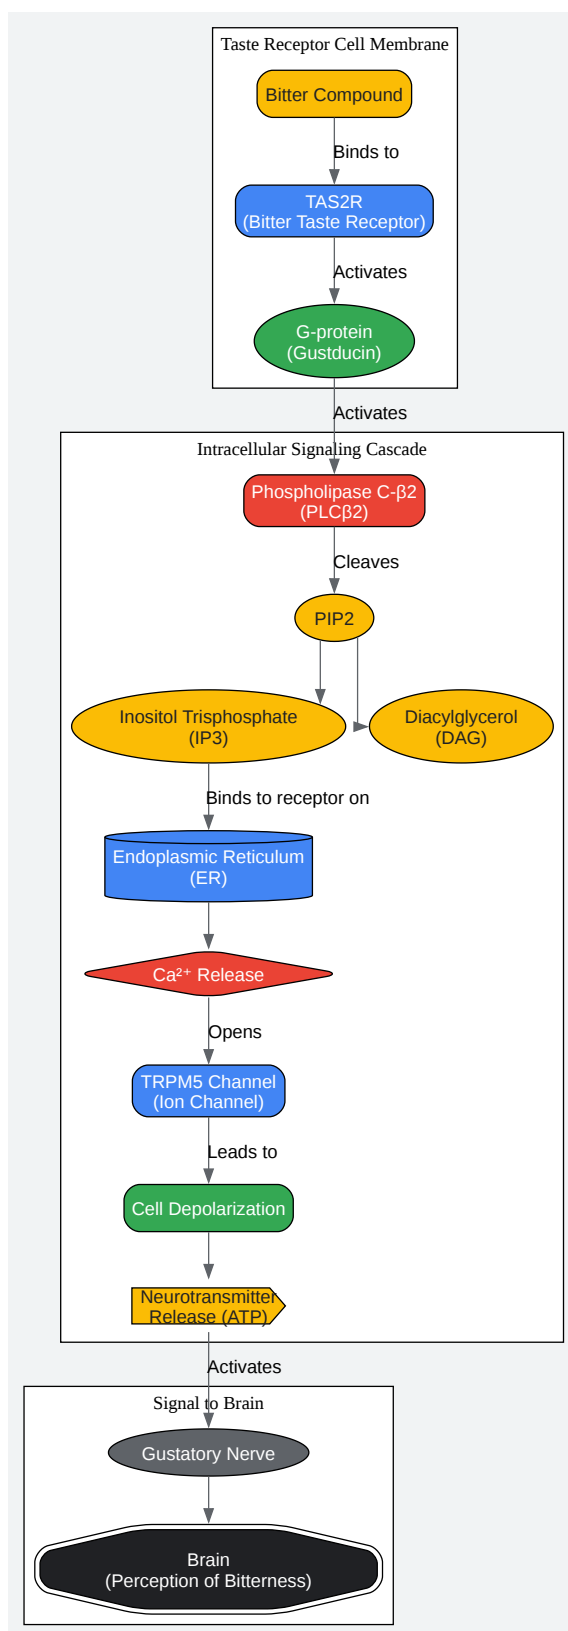 Taste Receptor Cell Membrane
Bitter Compound
Binds to
TAS2R
(Bitter Taste Receptor)
Activates
G-protein
(Gustducin)
Activates
Intracellular Signaling Cascade
Phospholipase C-β2
(PLCβ2)
Cleaves
PIP2
Inositol Trisphosphate
(IP3)
Diacylglycerol
(DAG)
Binds to receptor on
Endoplasmic Reticulum
(ER)
Ca²⁺ Release
Opens
TRPM5 Channel
(Ion Channel)
Leads to
Cell Depolarization
Neurotransmitter
Release (ATP)
Activates
Signal to Brain
Gustatory Nerve
Brain
(Perception of Bitterness)